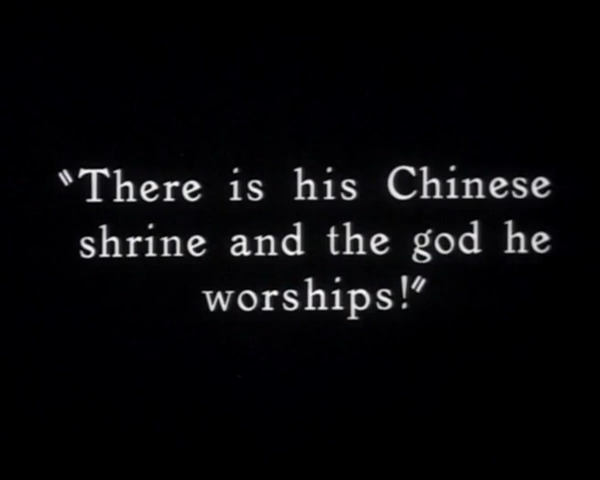 "There is his Chinese
shrine and the god he
worships!"